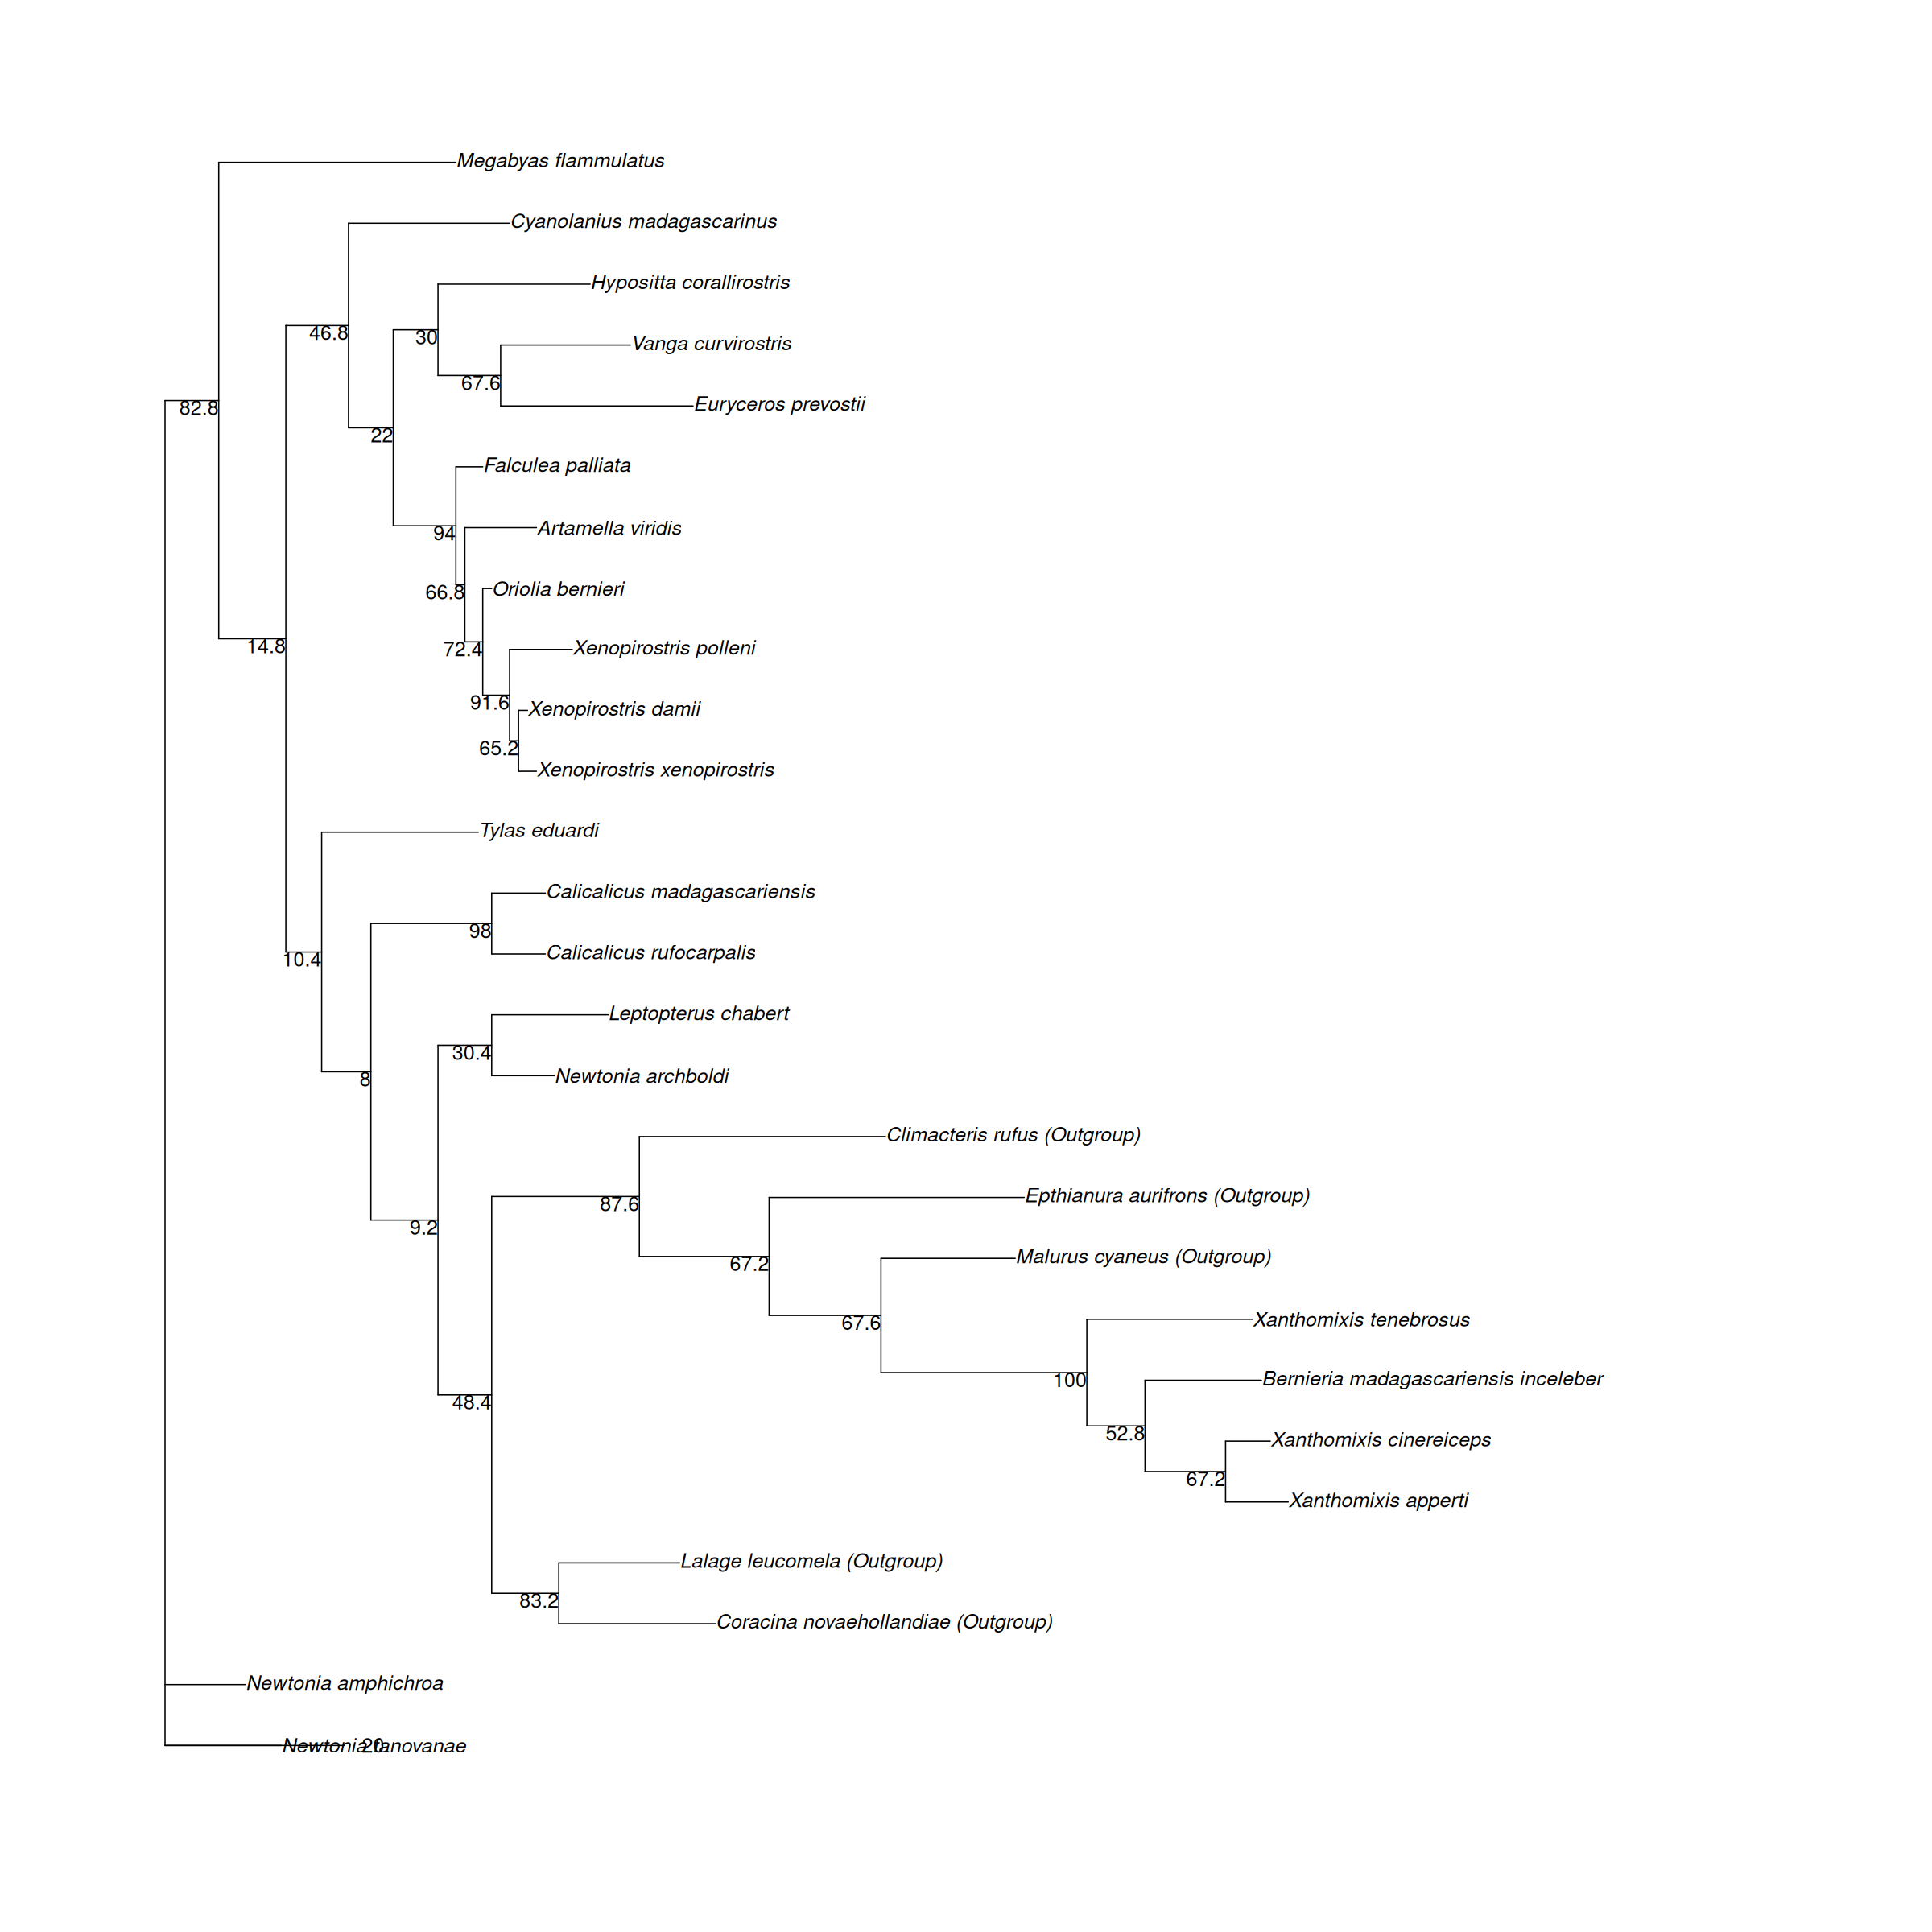 Megabyas flammulatus
Cyanolanius madagascarinus
Hypositta corallirostris
46.8
30
Vanga curvirostris
67.6
Euryceros prevostii
82.8
22
Falculea palliata
94
Artamella viridis
66.8
Oriolia bernieri
14.8
72.4
Xenopirostris polleni
91.6
Xenopirostris damii
65.2
Xenopirostris xenopirostris
Tylas eduardi
Calicalicus madagascariensis
98
Calicalicus rufocarpalis
10.4
Leptopterus chabert
30.4
8
Newtonia archboldi
Climacteris rufus (Outgroup)
87.6
Epthianura aurifrons (Outgroup)
9.2
67.2
Malurus cyaneus (Outgroup)
67.6
Xanthomixis tenebrosus
100
Bernieria madagascariensis inceleber
48.4
52.8
Xanthomixis cinereiceps
67.2
Xanthomixis apperti
Lalage leucomela (Outgroup)
83.2
Coracina novaehollandiae (Outgroup)
Newtonia amphichroa
Newtonia fanovanae
20